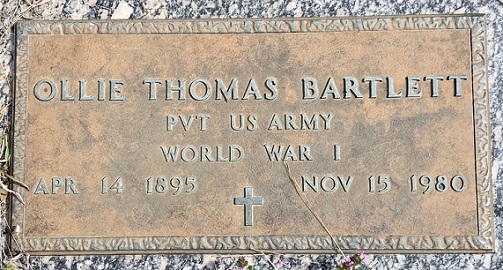 OLLIE THOMAS BARTLETT
PVT US ARMY
WORLD WAR I
APR 14 1895 NOV 15 1980